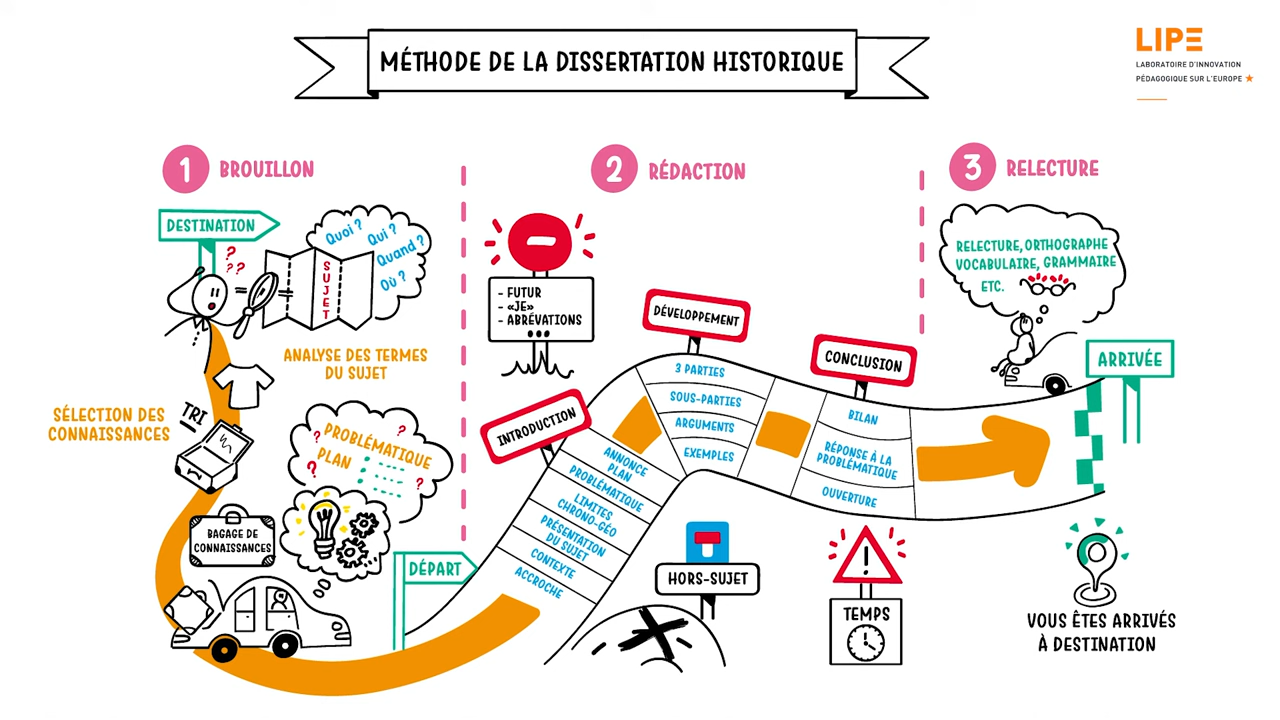 MÉTHODE DE LA DISSERTATION HISTORIQUE
LIPE
LABORATOIRE D'INNOVATION
PÉDAGOGIQUE SUR L'EUROPE
1 BROUILLON
DESTINATION
? ? ?
Quoi ?
Qui ?
Quand ?
Où ?
SUJET
ANALYSE DES TERMES
DU SUJET
SÉLECTION DES
CONNAISSANCES
TRI
PROBLÉMATIQUE
PLAN
? ? ? ?
BAGAGE DE
CONNAISSANCES
DÉPART
2 RÉDACTION
- FUTUR
- «JE»
- ABRÉVATIONS
INTRODUCTION
ANNONCE
PLAN
PROBLÉMATIQUE
LIMITES
CHRONO-GÉO
PRÉSENTATION
DU SUJET
CONTEXTE
ACCROCHE
DÉVELOPPEMENT
3 PARTIES
SOUS-PARTIES
ARGUMENTS
EXEMPLES
CONCLUSION
BILAN
RÉPONSE À LA
PROBLÉMATIQUE
OUVERTURE
HORS-SUJET
!
TEMPS
3 RELECTURE
RELECTURE, ORTHOGRAPHE
VOCABULAIRE, GRAMMAIRE
ETC.
ARRIVÉE
VOUS ÊTES ARRIVÉS
À DESTINATION